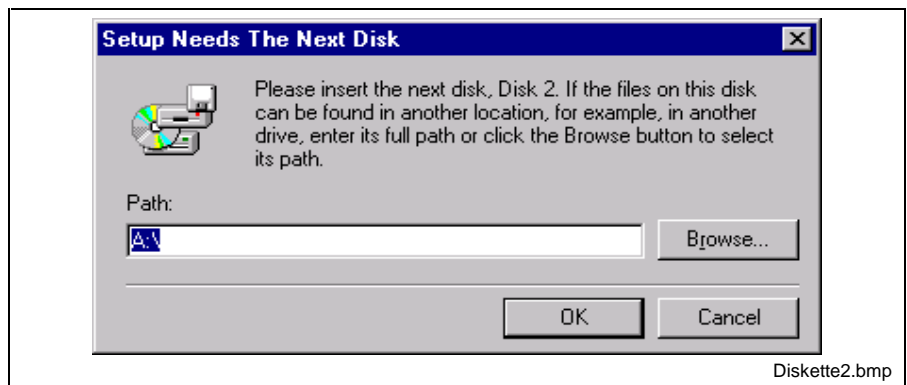 Setup Needs The Next Disk
Please insert the next disk, Disk 2. If the files on this disk
can be found in another location, for example, in another
drive, enter its full path or click the Browse button to select
its path.
Path:
A:\
Browse...
OK
Cancel
Diskette2.bmp